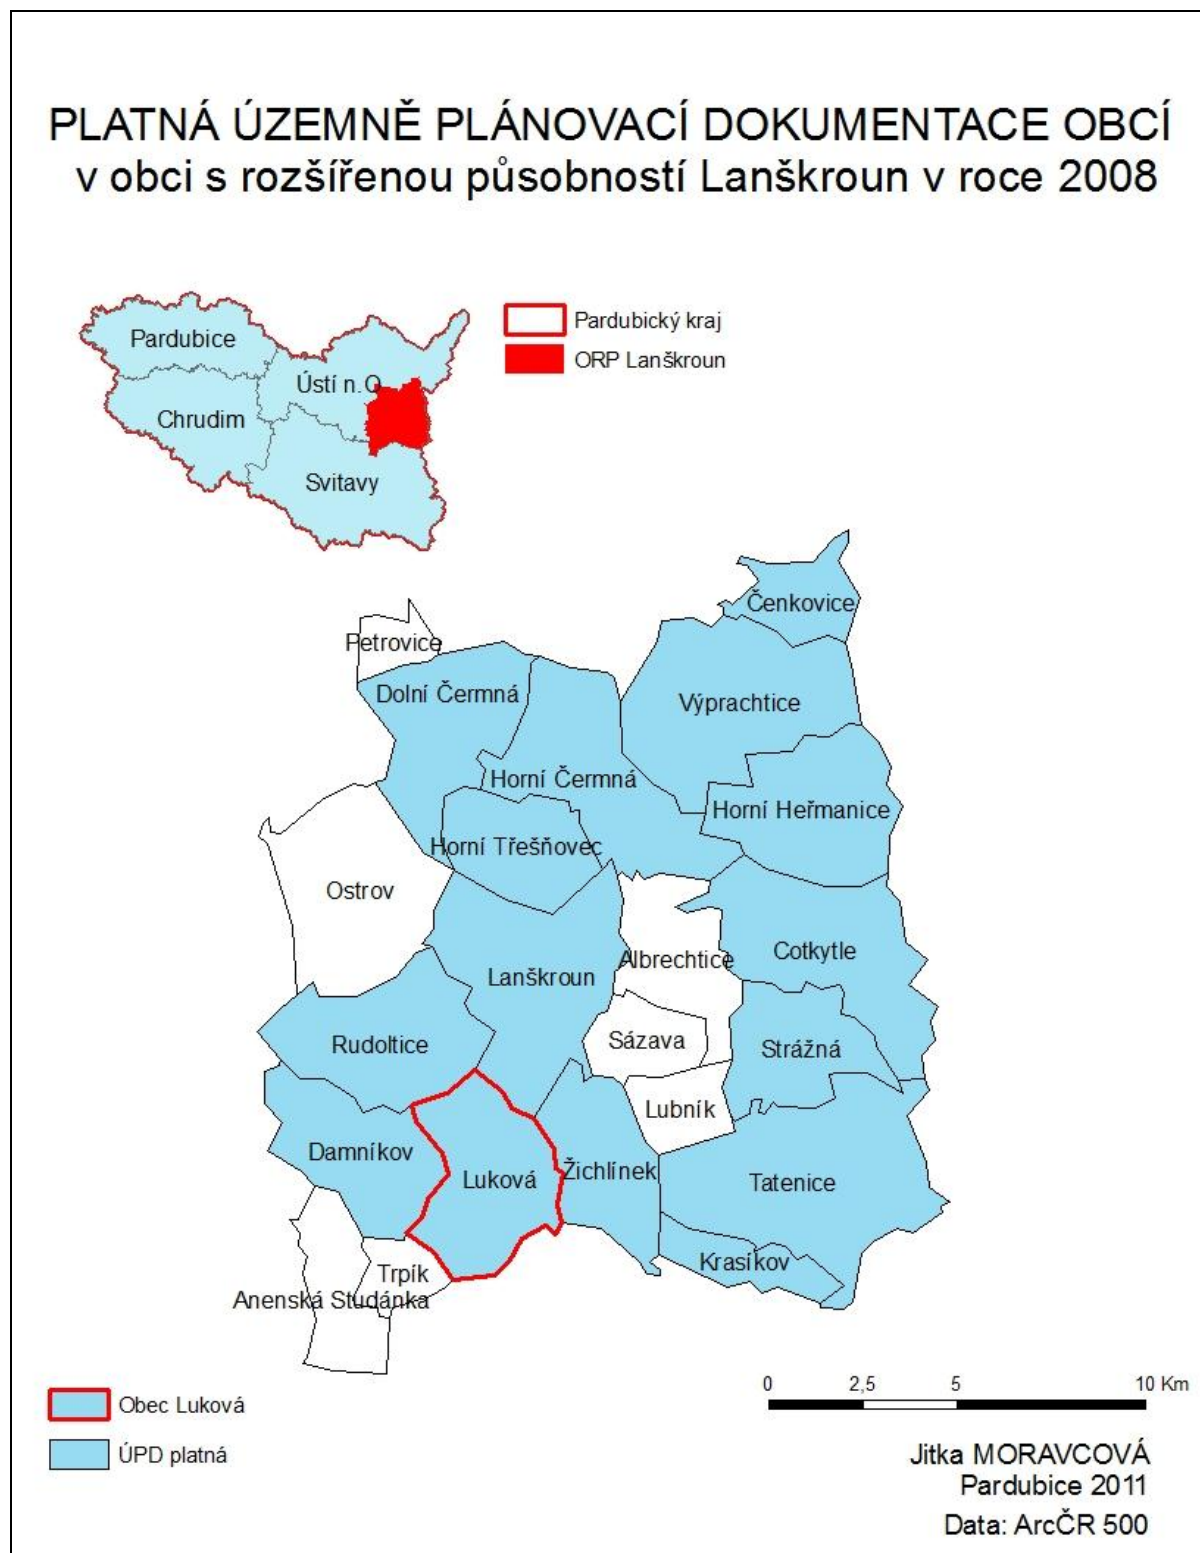 PLATNÁ ÚZEMNĚ PLÁNOVACÍ DOKUMENTACE OBCÍ
v obci s rozšířenou působností Lanškroun v roce 2008
Pardubický kraj
ORP Lanškroun
Pardubice
Ústí n.O
Chrudim
Svitavy
Čenkovice
Petrovice
Dolní Čermná
Výprachtice
Horní Čermná
Horní Heřmanice
Horní Třešňovec
Ostrov
Albrechtice
Cotkytle
Lanškroun
Sázava
Strážná
Rudoltice
Lubník
Damníkov
Luková
Žichlínek
Tatenice
Krasíkov
Trpík
Anenská Studánka
0 2,5 5 10 Km
Obec Luková
ÚPD platná
Jitka MORAVCOVÁ
Pardubice 2011
Data: ArcČR 500